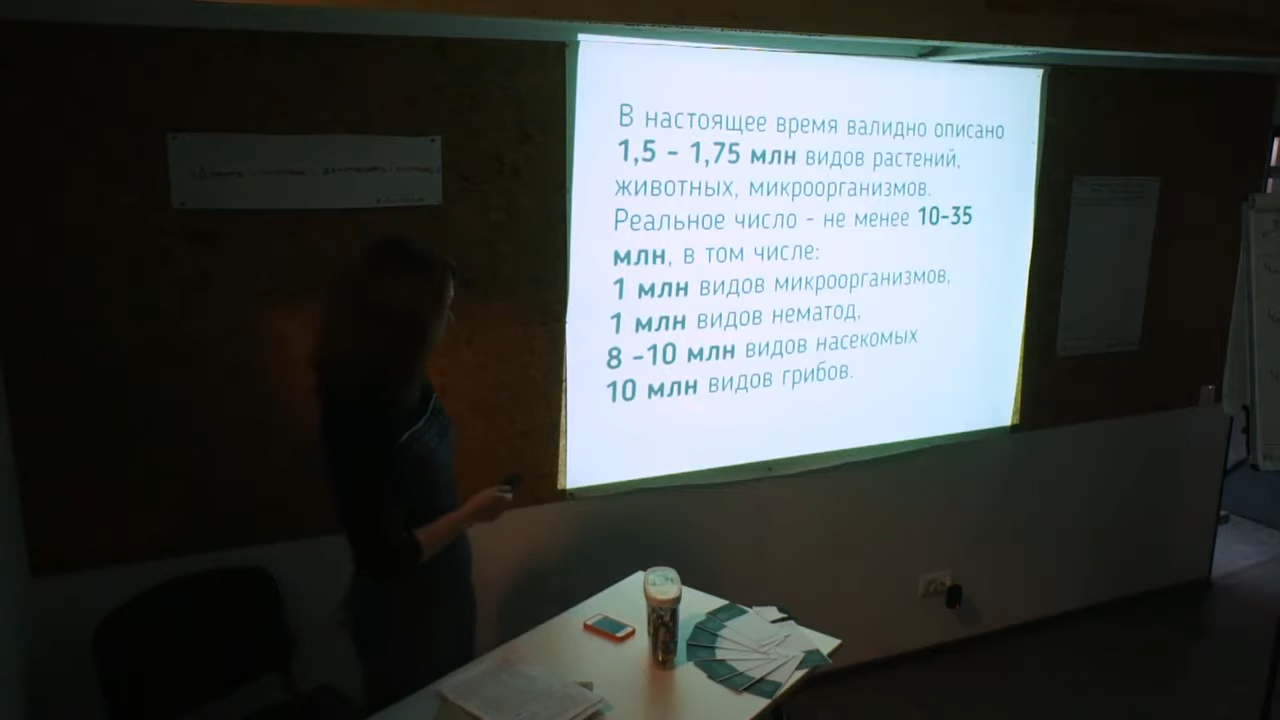 В настоящее время валидно описано
1,5 - 1,75 млн видов растений,
животных, микроорганизмов.
Реальное число - не менее 10-35
млн, в том числе:
1 млн видов микроорганизмов,
1 млн видов нематод,
8 -10 млн видов насекомых
10 млн видов грибов.